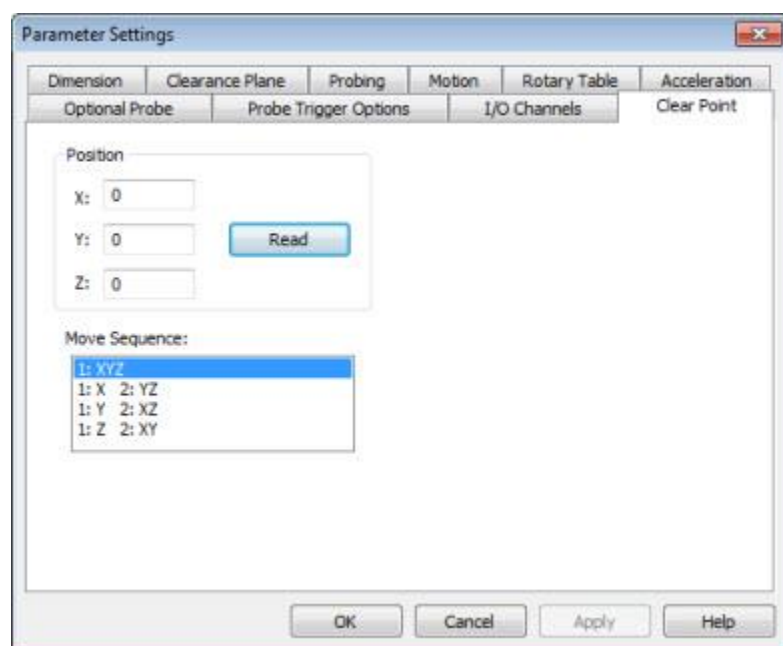 Parameter Settings
Dimension Clearance Plane Probing Motion Rotary Table Acceleration
Optional Probe Probe Trigger Options I/O Channels Clear Point
Position
X: 0
Y: 0 Read
Z: 0
Move Sequence:
1: XYZ
1: X 2: YZ
1: Y 2: XZ
1: Z 2: XY
OK Cancel Apply Help